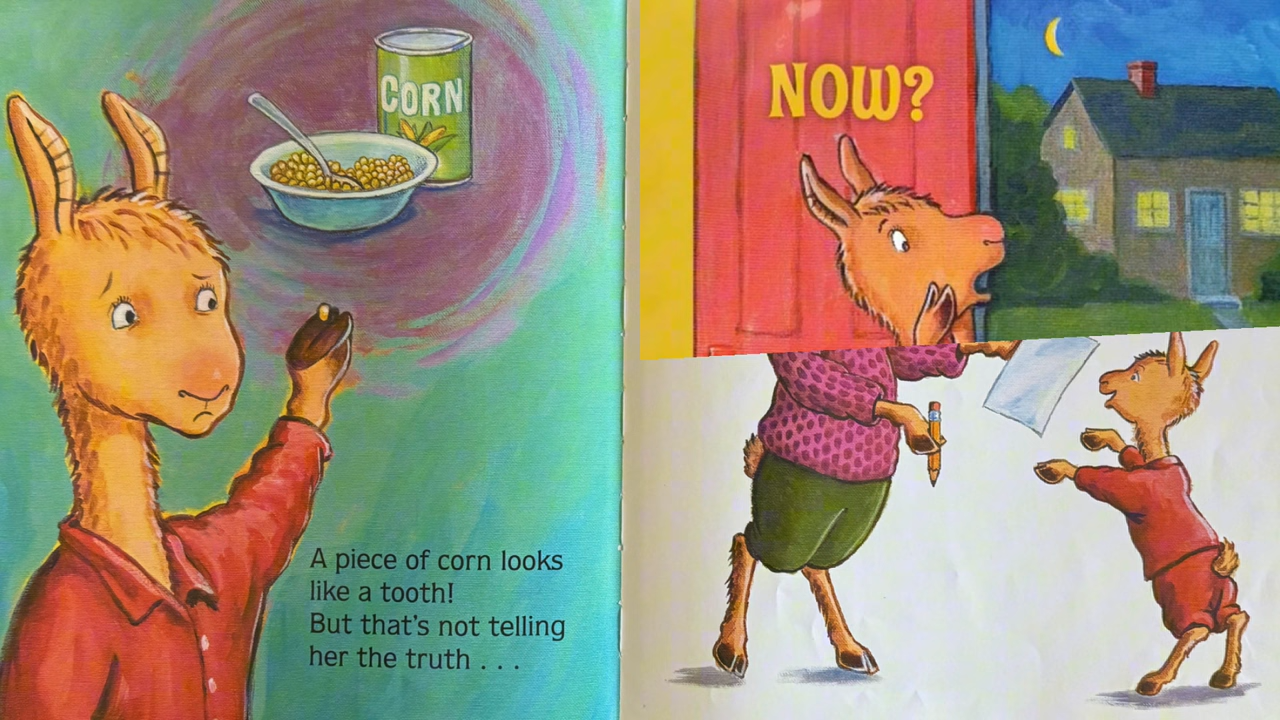 CORN
A piece of corn looks
like a tooth!
But that's not telling
her the truth . . .
NOW?